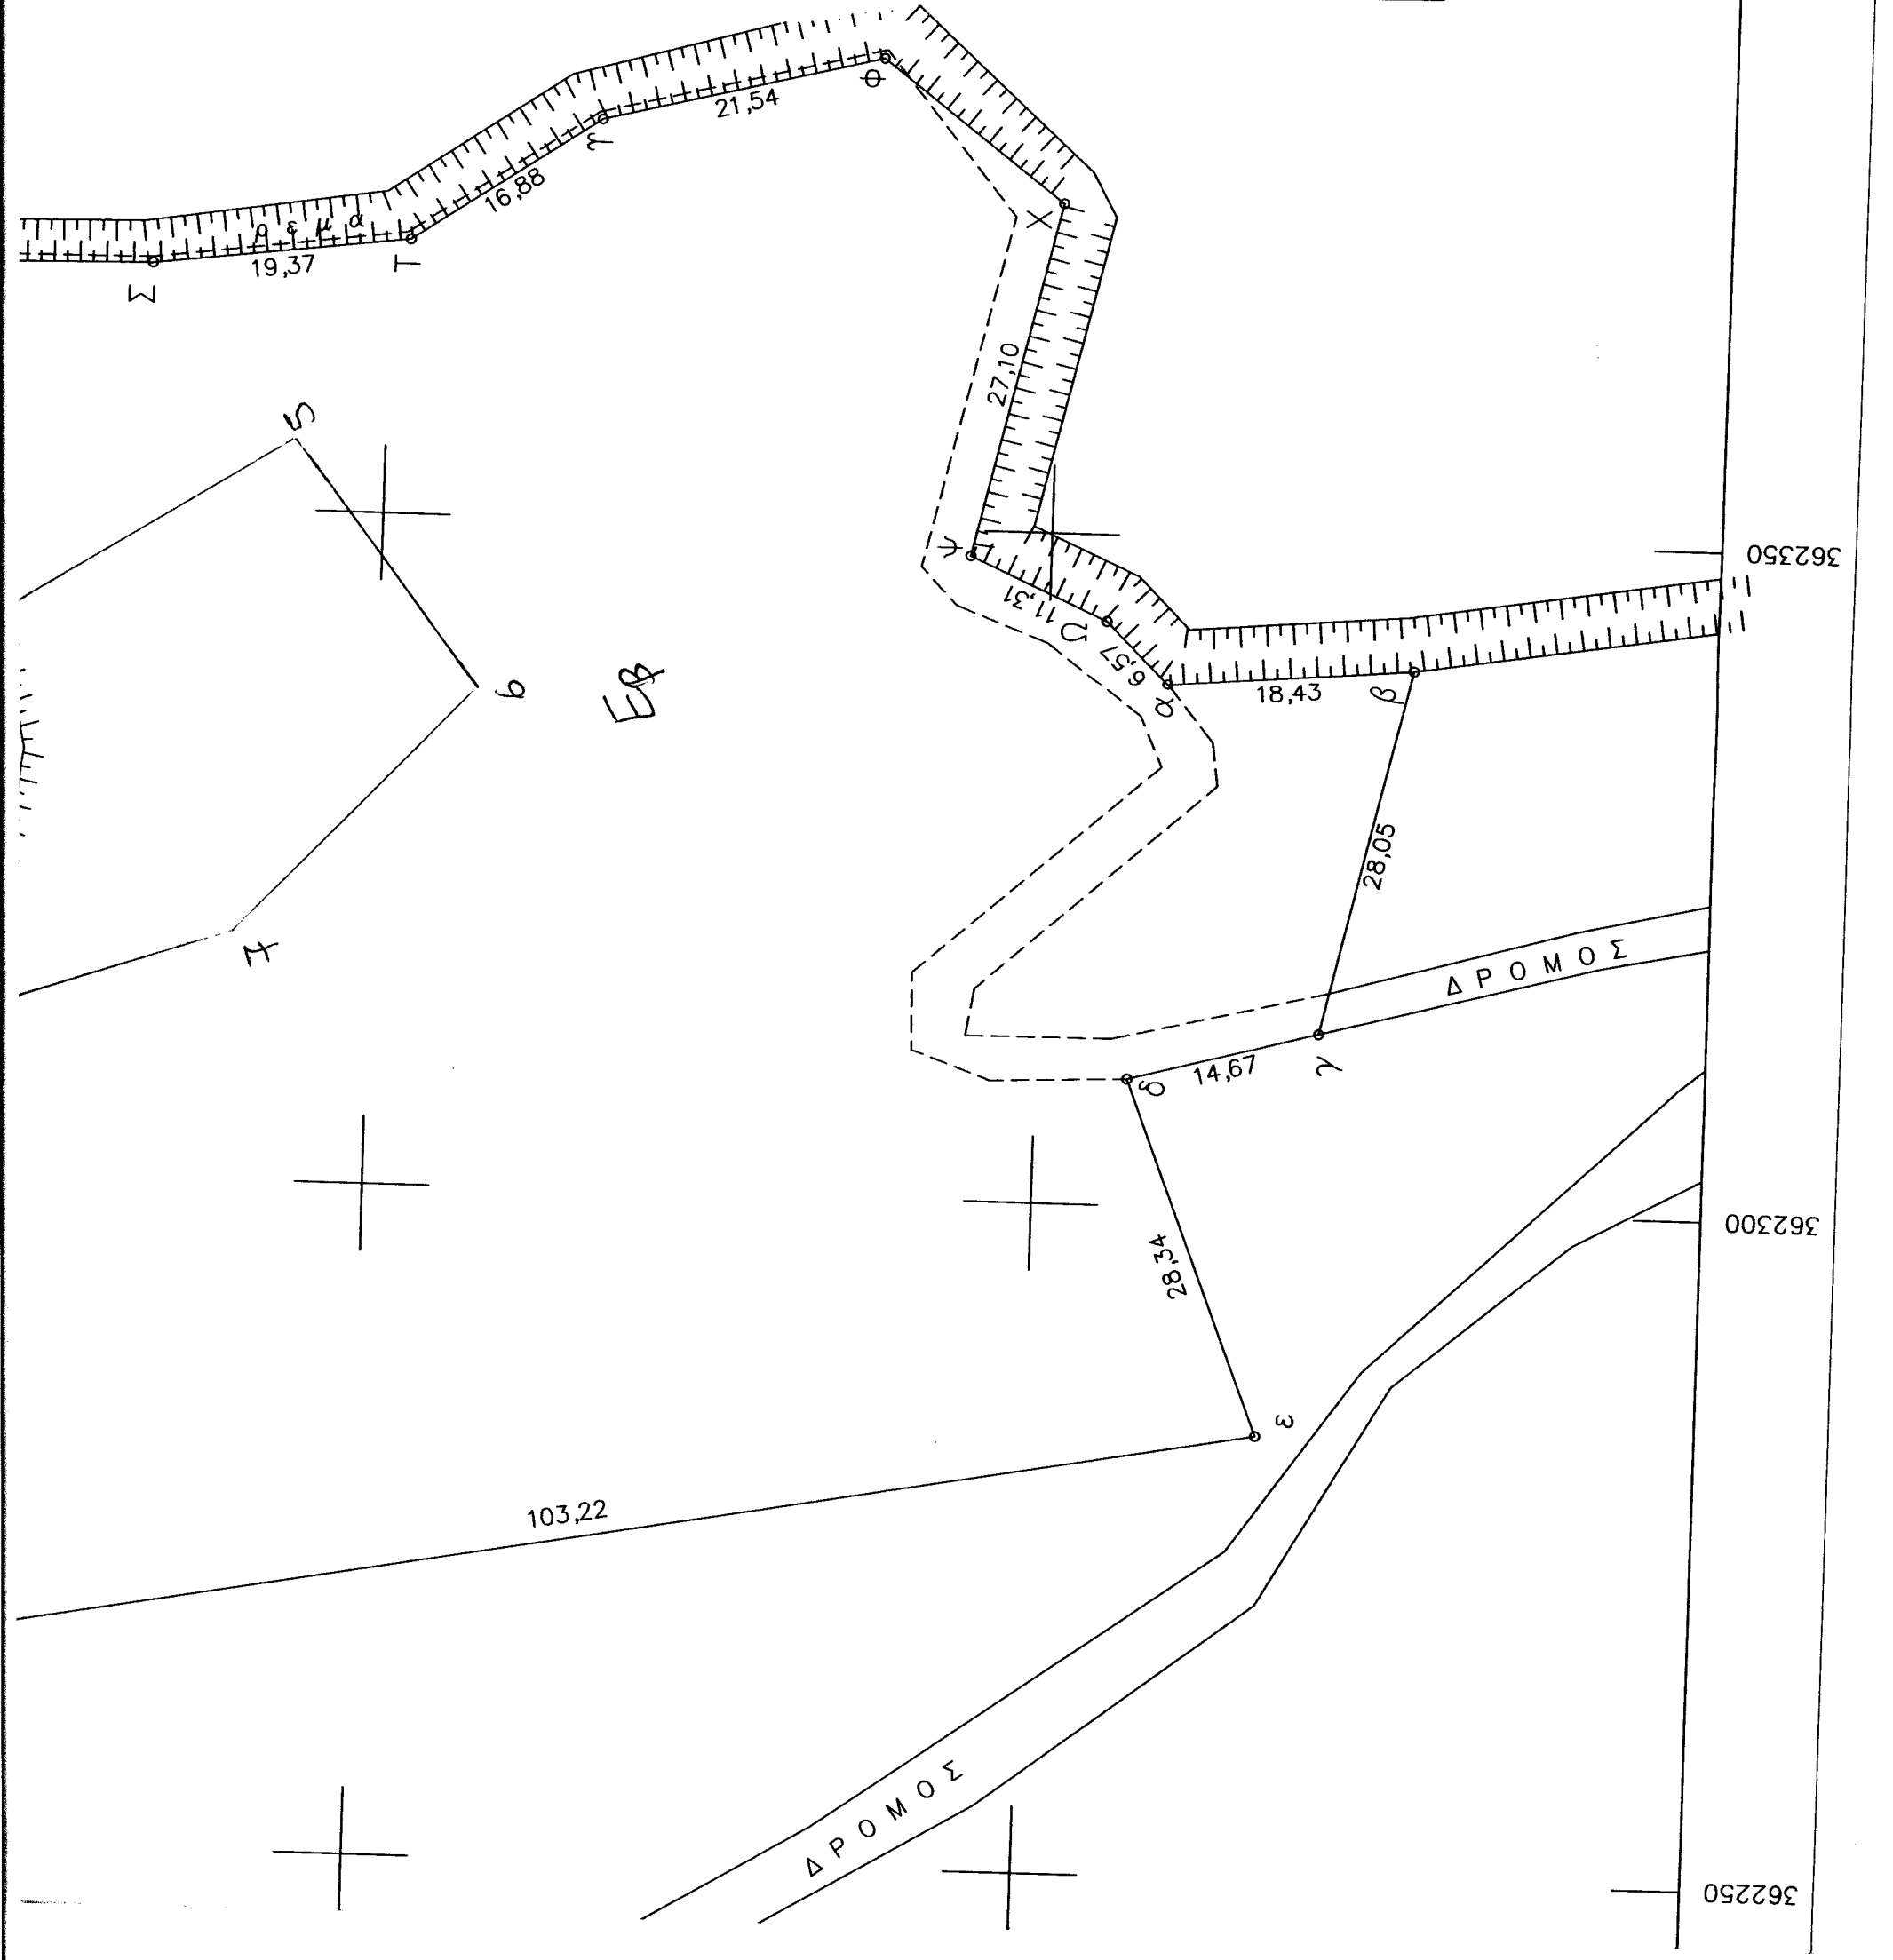 Φ
21,54
Υ
16,88
ρ ε μ α
19,37
Τ
Σ
Χ
27,10
5
Ψ
11,31
Ω
6,57
α
18,43
β
362350
6
Εβ
28,05
7
ΔΡΟΜΟΣ
14,67
γ
δ
362300
28,34
ε
103,22
ΔΡΟΜΟΣ
362250